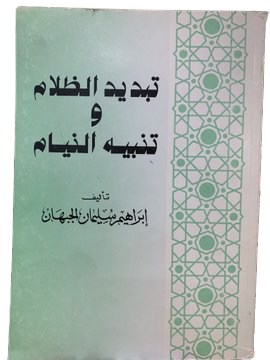 تبديد الظلام
و
تنبيه النيام
تأليف
إبراهيم سليمان الجبهان